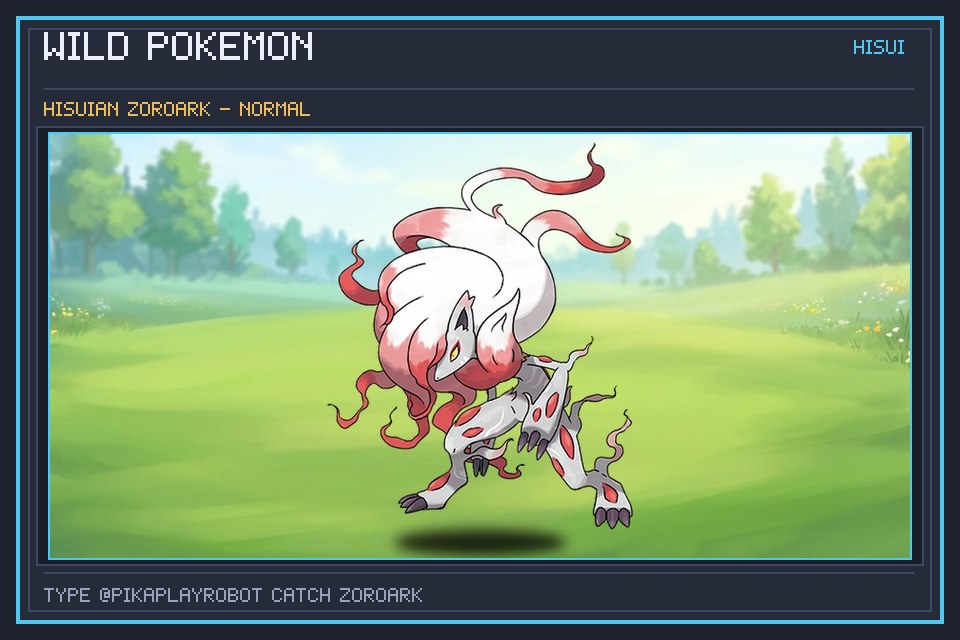 WILD POKEMON
HISUI
HISUIAN ZOROARK - NORMAL
TYPE @PIKAPLAYROBOT CATCH ZOROARK